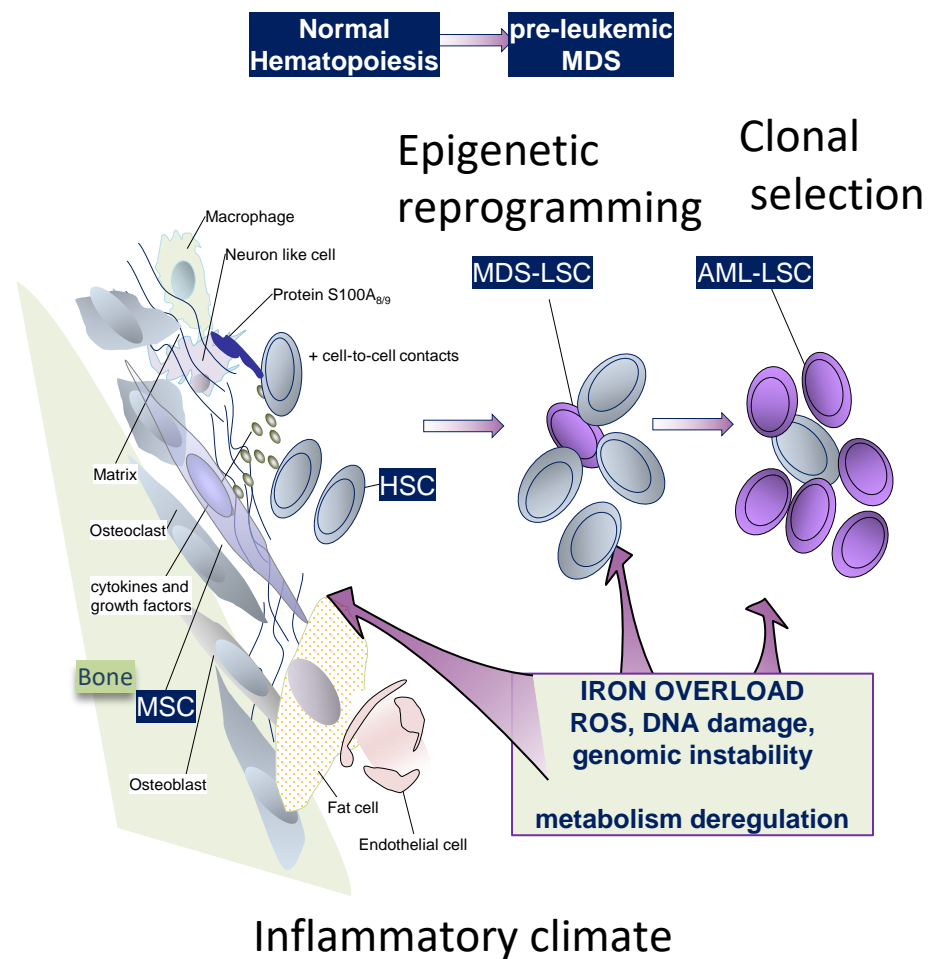 Normal
Hematopoiesis
pre-leukemic
MDS
Epigenetic
reprogramming
Clonal
selection
Macrophage
Neuron like cell
Protein S100A8/9
+ cell-to-cell contacts
MDS-LSC
AML-LSC
Matrix
HSC
Osteoclast
cytokines and
growth factors
Bone
MSC
Osteoblast
Fat cell
Endothelial cell
IRON OVERLOAD
ROS, DNA damage,
genomic instability
metabolism deregulation
Inflammatory climate